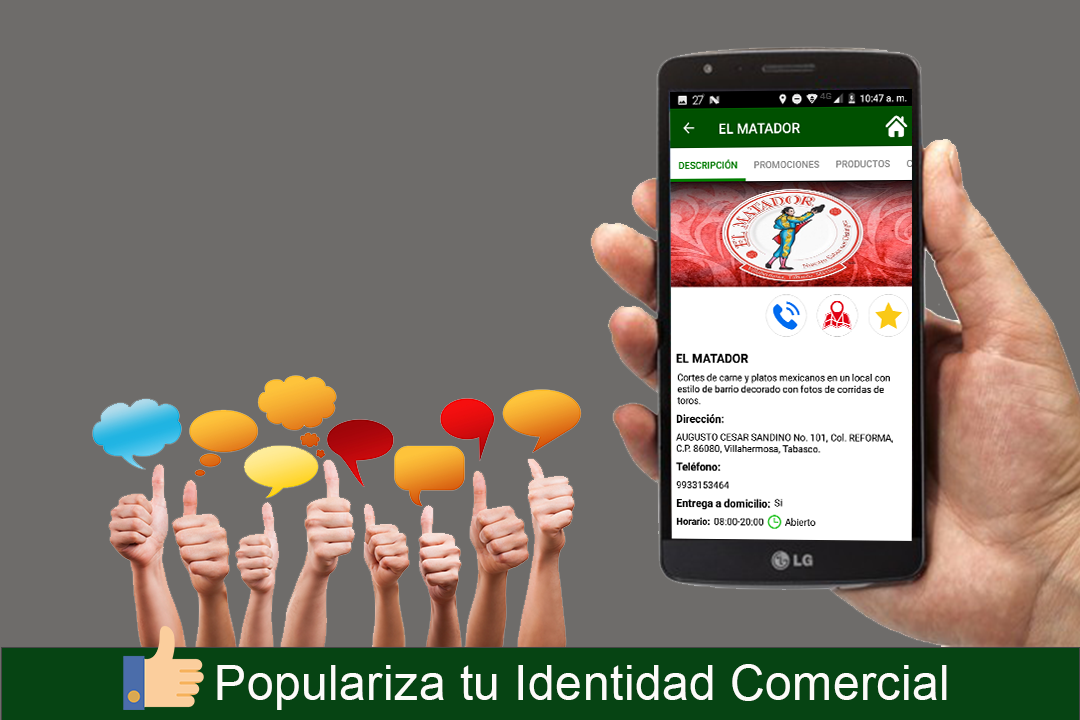 27 4G 10:47 a. m.
EL MATADOR
DESCRIPCIÓN PROMOCIONES PRODUCTOS C
EL MATADOR
EL MATADOR
Cortes de carne y platos mexicanos en un local con
estilo de barrio decorado con fotos de corridas de
toros.
Dirección:
AUGUSTO CESAR SANDINO No. 101, Col. REFORMA,
C.P. 86080, Villahermosa, Tabasco.
Teléfono:
9933153464
Entrega a domicilio: Sí
Horario: 08:00-20:00 Abierto
LG
Populariza tu Identidad Comercial